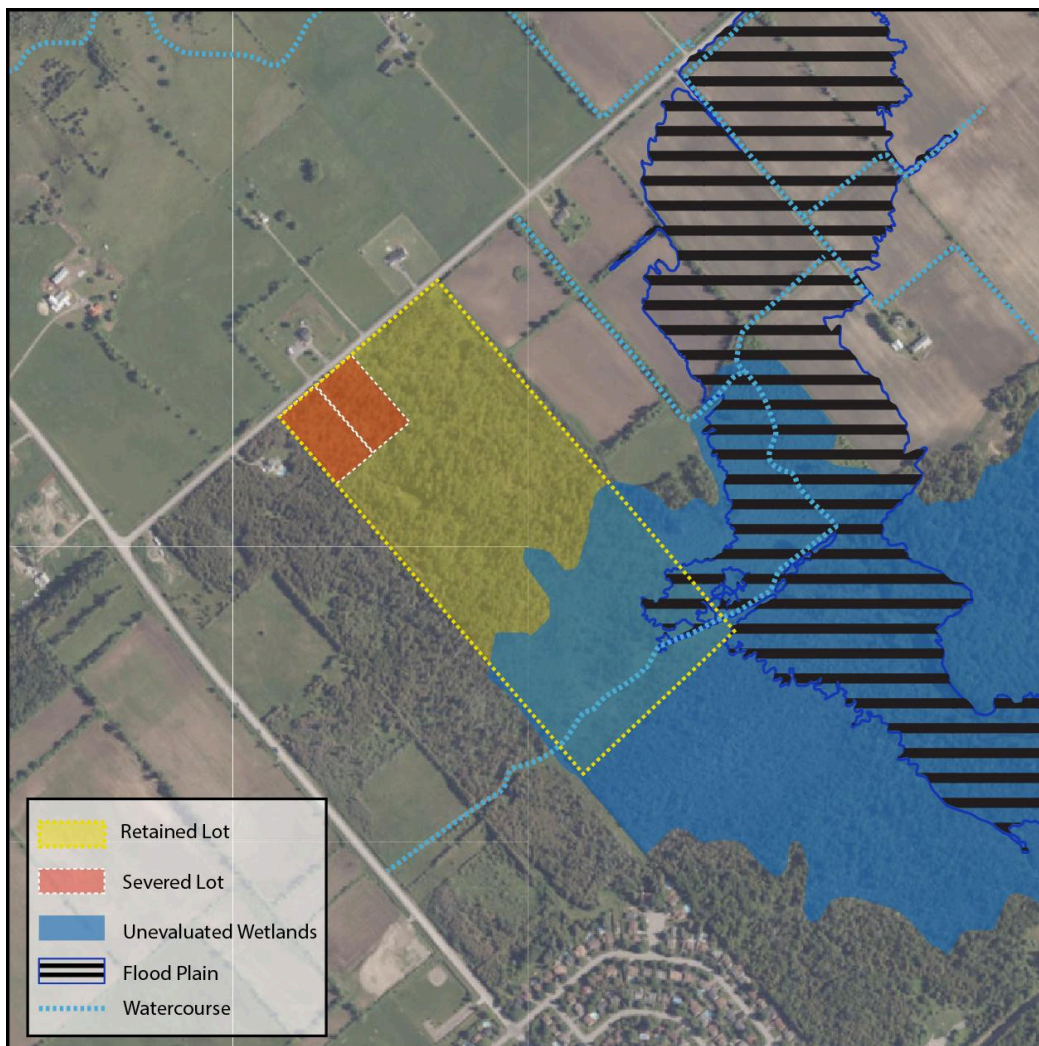 Retained Lot
Severed Lot
Unevaluated Wetlands
Flood Plain
Watercourse